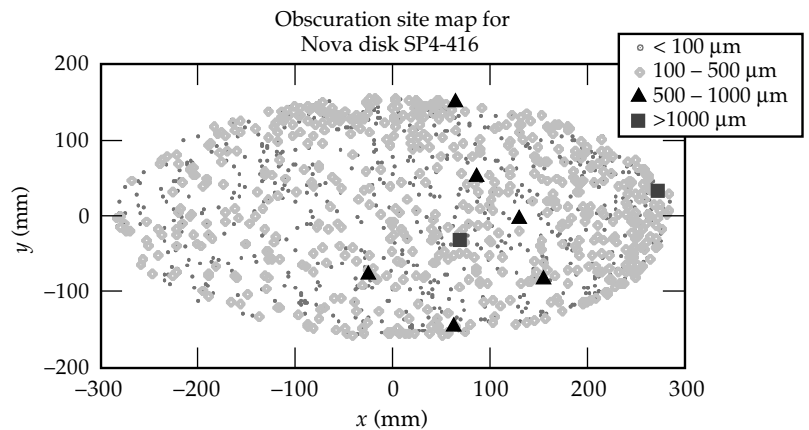 Obscuration site map for
Nova disk SP4-416
< 100 µm
100 – 500 µm
500 – 1000 µm
>1000 µm
200
100
0
–100
–200
y (mm)
–300
–200
–100
0
100
200
300
x (mm)